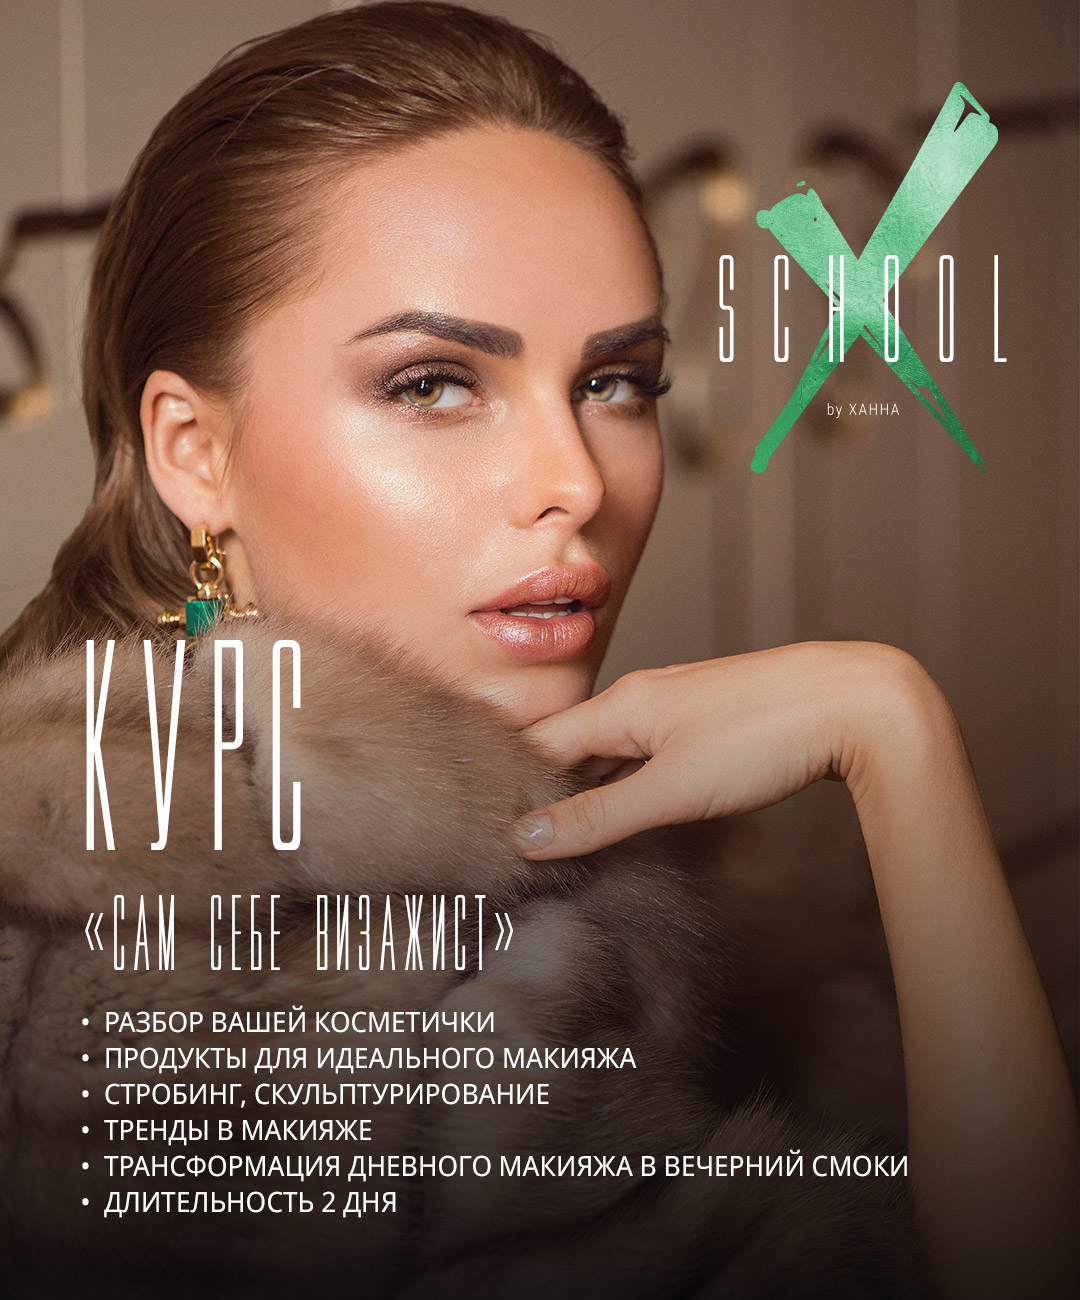 SCHOOL
by ХАННА
КУРС
«САМ СЕБЕ ВИЗАЖИСТ»
• РАЗБОР ВАШЕЙ КОСМЕТИЧКИ
• ПРОДУКТЫ ДЛЯ ИДЕАЛЬНОГО МАКИЯЖА
• СТРОБИНГ, СКУЛЬПТУРИРОВАНИЕ
• ТРЕНДЫ В МАКИЯЖЕ
• ТРАНСФОРМАЦИЯ ДНЕВНОГО МАКИЯЖА В ВЕЧЕРНИЙ СМОКИ
• ДЛИТЕЛЬНОСТЬ 2 ДНЯ